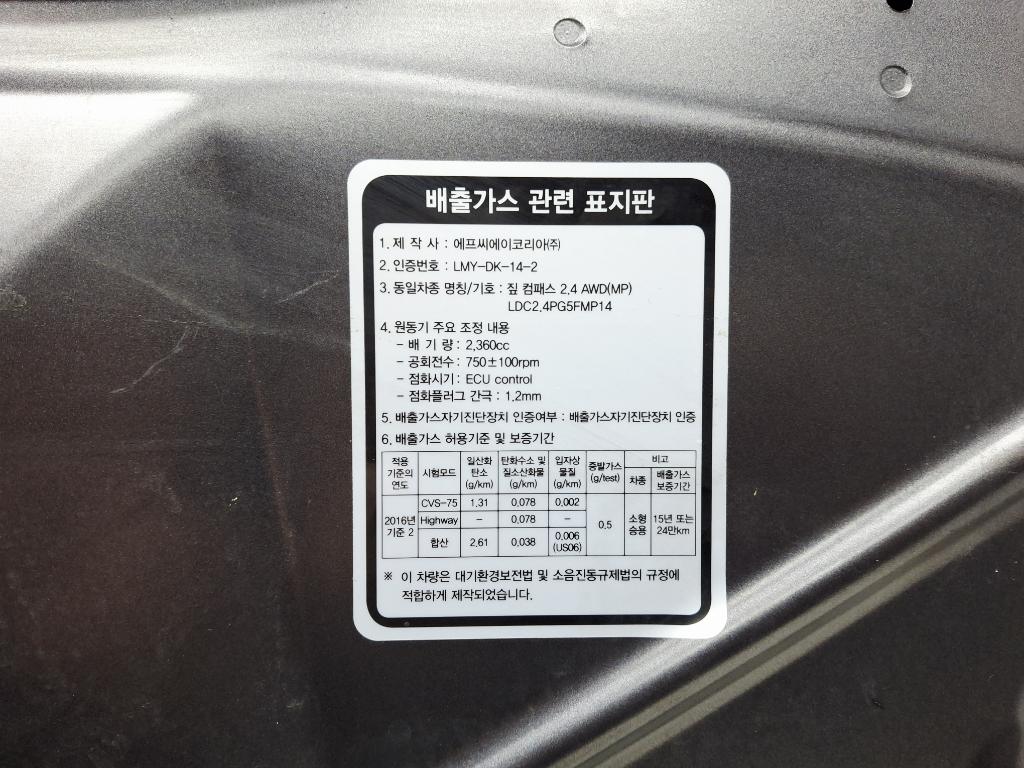 배출가스 관련 표지판
1. 제 작 사 : 에프씨에이코리아(주)
2. 인증번호 : LMY-DK-14-2
3. 동일차종 명칭/기호 : 짚 컴패스 2.4 AWD(MP)
LDC2.4PG5FMP14
4. 원동기 주요 조정 내용
- 배 기 량 : 2,360cc
- 공회전수 : 750±100rpm
- 점화시기 : ECU control
- 점화플러그 간극 : 1.2mm
5. 배출가스자기진단장치 인증여부 : 배출가스자기진단장치 인증
6. 배출가스 허용기준 및 보증기간
적용 기준의 연도 시험모드 일산화 탄소 (g/km) 탄화수소 및 질소산화물 (g/km) 입자상 물질 (g/km) 증발가스 (g/test) 비고
차종 배출가스 보증기간
2016년 기준 2 CVS-75 1.31 0.078 0.002 0.5 소형 승용 15년 또는 24만km
Highway - 0.078 -
합산 2.61 0.038 0.006 (US06)
※ 이 차량은 대기환경보전법 및 소음진동규제법의 규정에
적합하게 제작되었습니다.